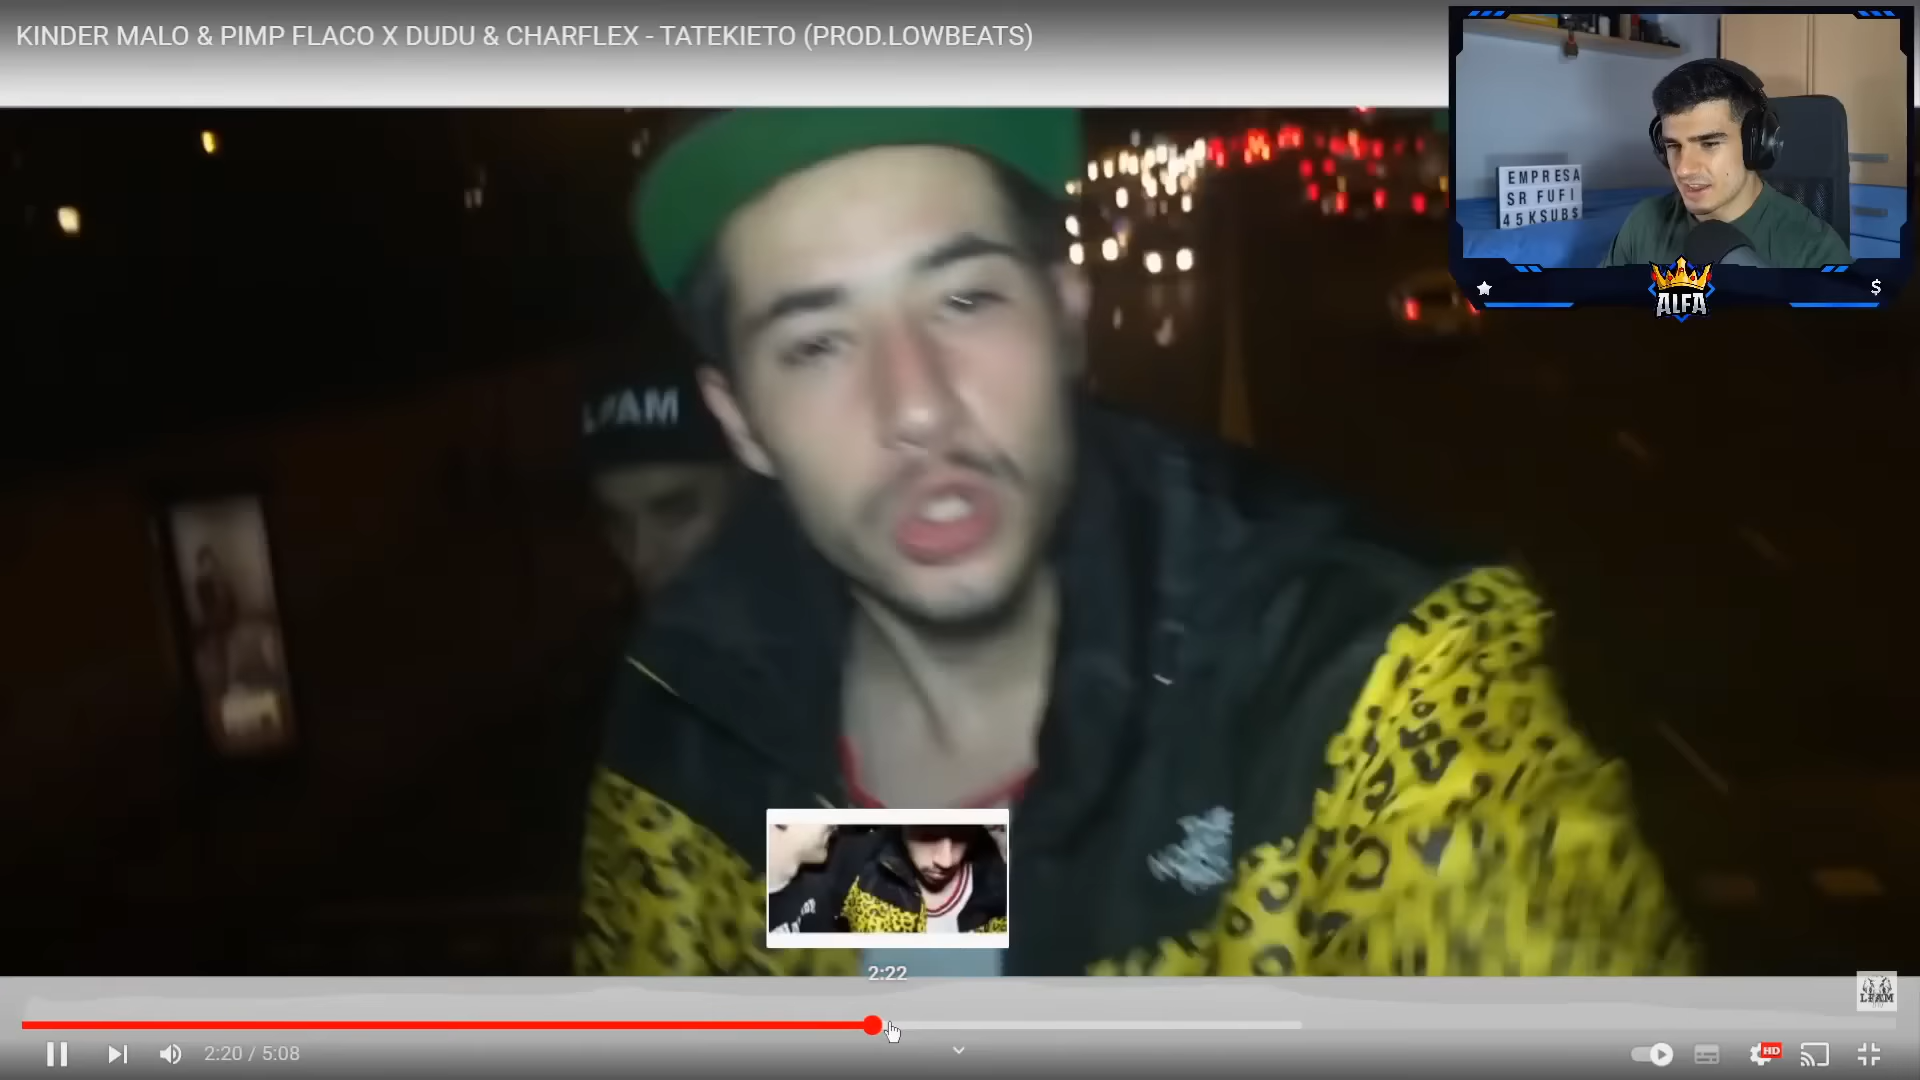 KINDER MALO & PIMP FLACO X DUDU & CHARFLEX - TATEKIETO (PROD.LOWBEATS)
EMPRESA
SR FUFI
45KSUB$
ALFA
$
LFAM
2:22
LFAM
2:20 / 5:08
HD